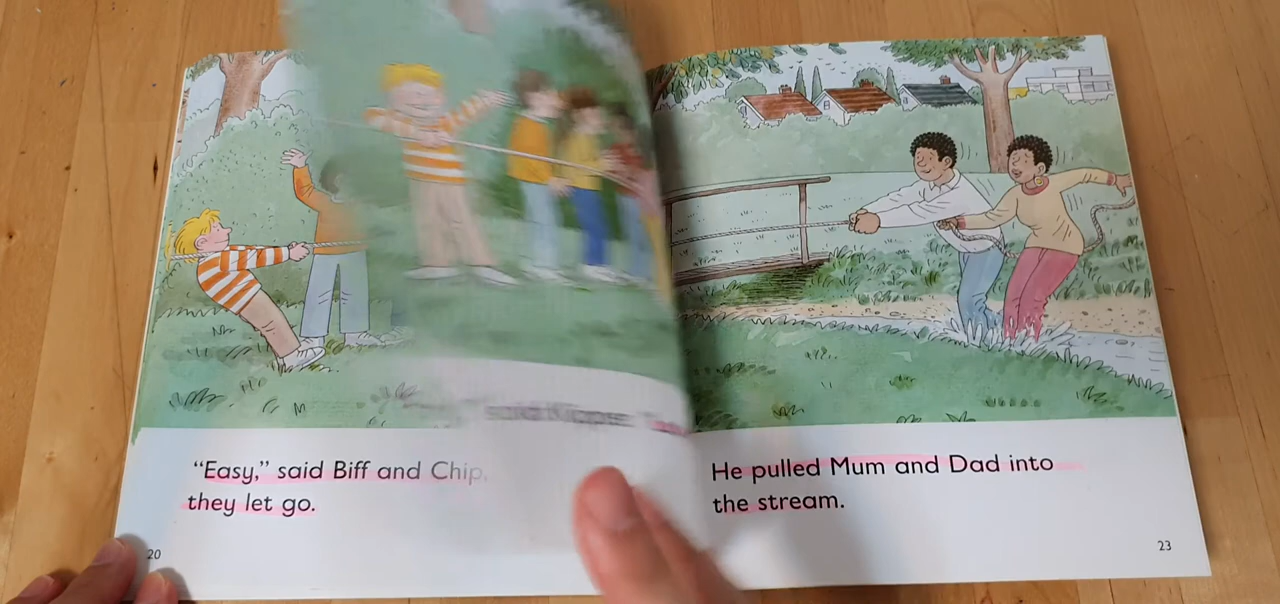 "Easy," said Biff and Chip,
they let go.
20
He pulled Mum and Dad into
the stream.
23